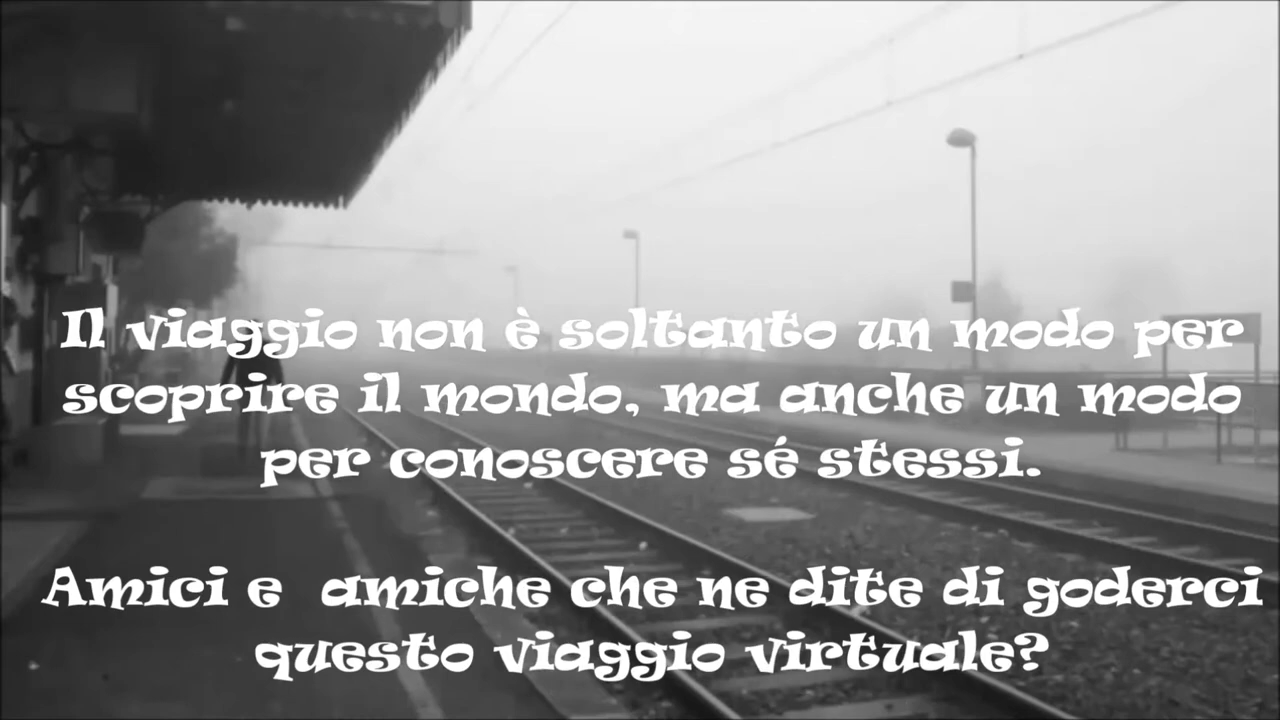 Il viaggio non è soltanto un modo per
scoprire il mondo, ma anche un modo
per conoscere sé stessi.
Amici e amiche che ne dite di goderci
questo viaggio virtuale?